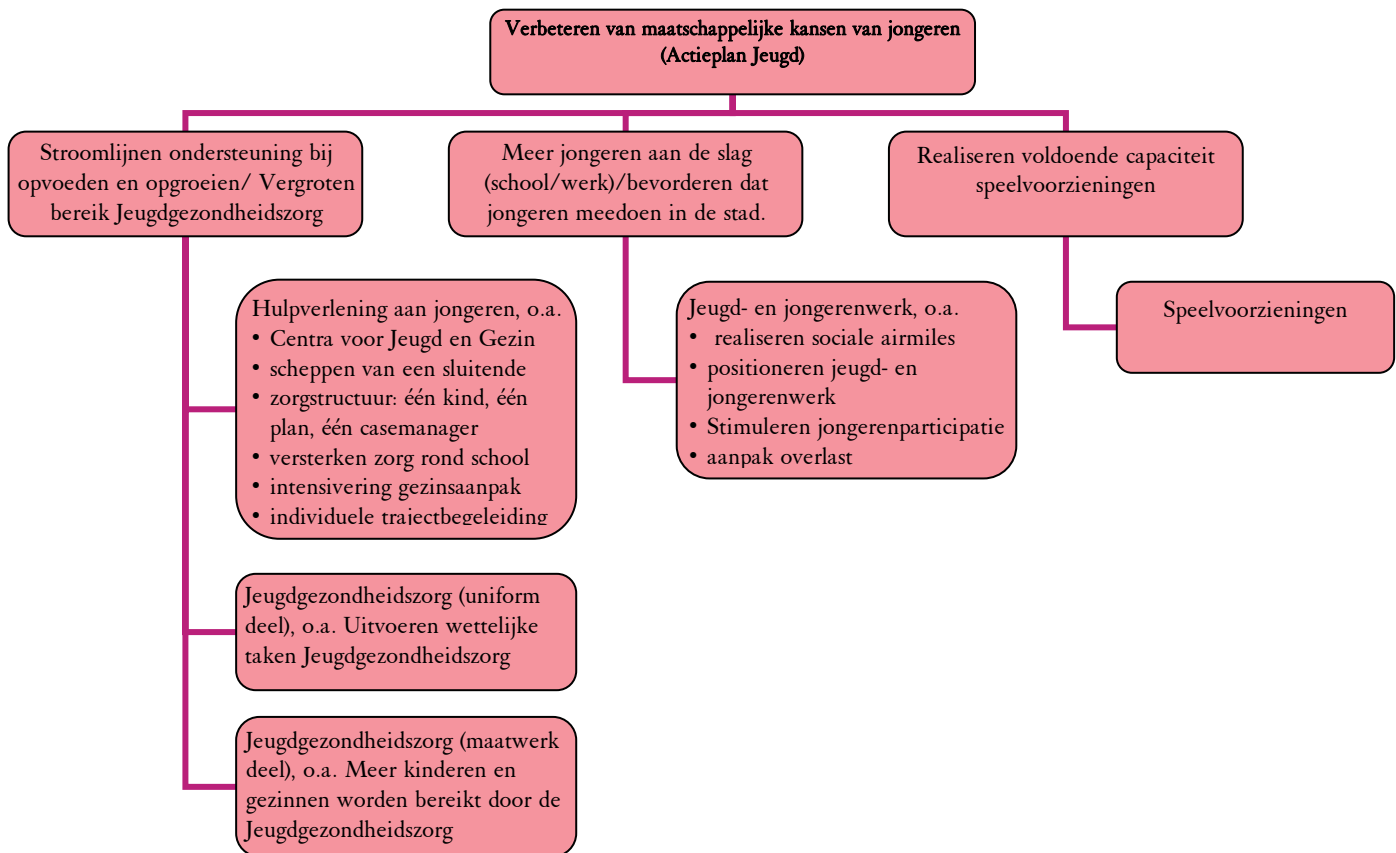 Verbeteren van maatschappelijke kansen van jongeren
(Actieplan Jeugd)
Stroomlijnen ondersteuning bij
opvoeden en opgroeien/ Vergroten
bereik Jeugdgezondheidszorg
Meer jongeren aan de slag
(school/werk)/bevorderen dat
jongeren meedoen in de stad.
Realiseren voldoende capaciteit
speelvoorzieningen
Hulpverlening aan jongeren, o.a.
• Centra voor Jeugd en Gezin
• scheppen van een sluitende
• zorgstructuur: één kind, één
plan, één casemanager
• versterken zorg rond school
• intensivering gezinsaanpak
• individuele trajectbegeleiding
Jeugd- en jongerenwerk, o.a.
• realiseren sociale airmiles
• positioneren jeugd- en
jongerenwerk
• Stimuleren jongerenparticipatie
• aanpak overlast
Speelvoorzieningen
Jeugdgezondheidszorg (uniform
deel), o.a. Uitvoeren wettelijke
taken Jeugdgezondheidszorg
Jeugdgezondheidszorg (maatwerk
deel), o.a. Meer kinderen en
gezinnen worden bereikt door de
Jeugdgezondheidszorg